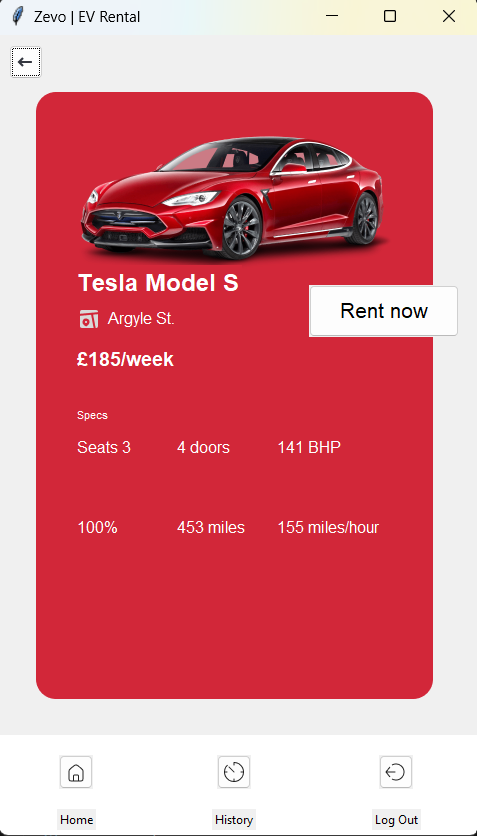 Zevo | EV Rental
Tesla Model S
Argyle St.
Rent now
£185/week
Specs
Seats 3 4 doors 141 BHP
100% 453 miles 155 miles/hour
Home History Log Out